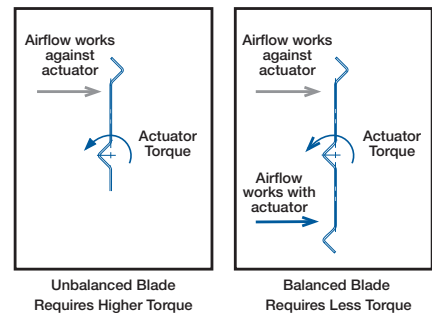 Airflow works
against
actuator
Actuator
Torque
Unbalanced Blade
Requires Higher Torque
Airflow works
against
actuator
Actuator
Torque
Airflow
works with
actuator
Balanced Blade
Requires Less Torque